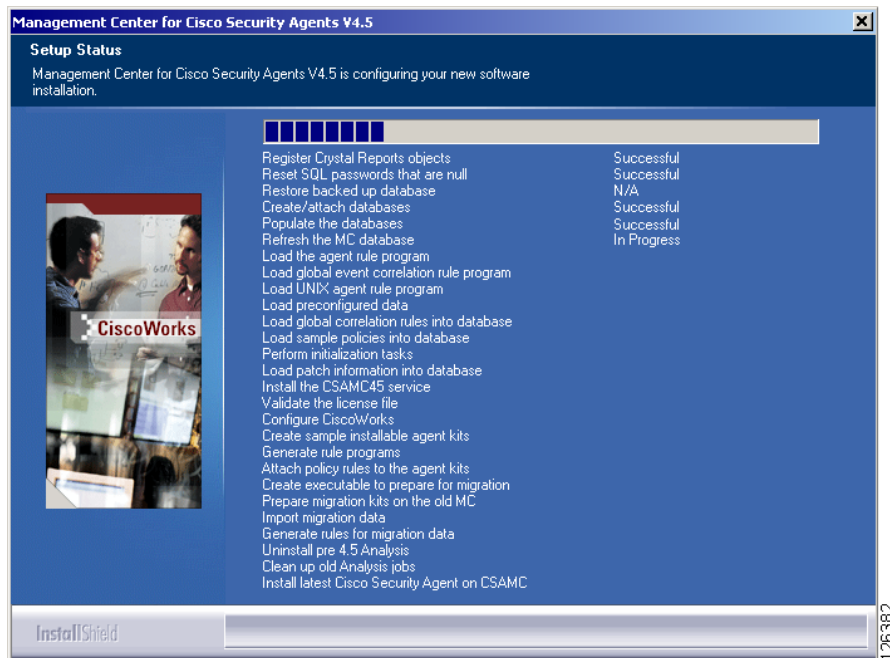 Management Center for Cisco Security Agents V4.5
Setup Status
Management Center for Cisco Security Agents V4.5 is configuring your new software
installation.
Register Crystal Reports objects Successful
Reset SQL passwords that are null Successful
Restore backed up database N/A
Create/attach databases Successful
Populate the databases Successful
Refresh the MC database In Progress
Load the agent rule program
Load global event correlation rule program
Load UNIX agent rule program
Load preconfigured data
Load global correlation rules into database
Load sample policies into database
Perform initialization tasks
Load patch information into database
Install the CSAMC45 service
Validate the license file
Configure CiscoWorks
Create sample installable agent kits
Generate rule programs
Attach policy rules to the agent kits
Create executable to prepare for migration
Prepare migration kits on the old MC
Import migration data
Generate rules for migration data
Uninstall pre 4.5 Analysis
Clean up old Analysis jobs
Install latest Cisco Security Agent on CSAMC
CiscoWorks
InstallShield
126382